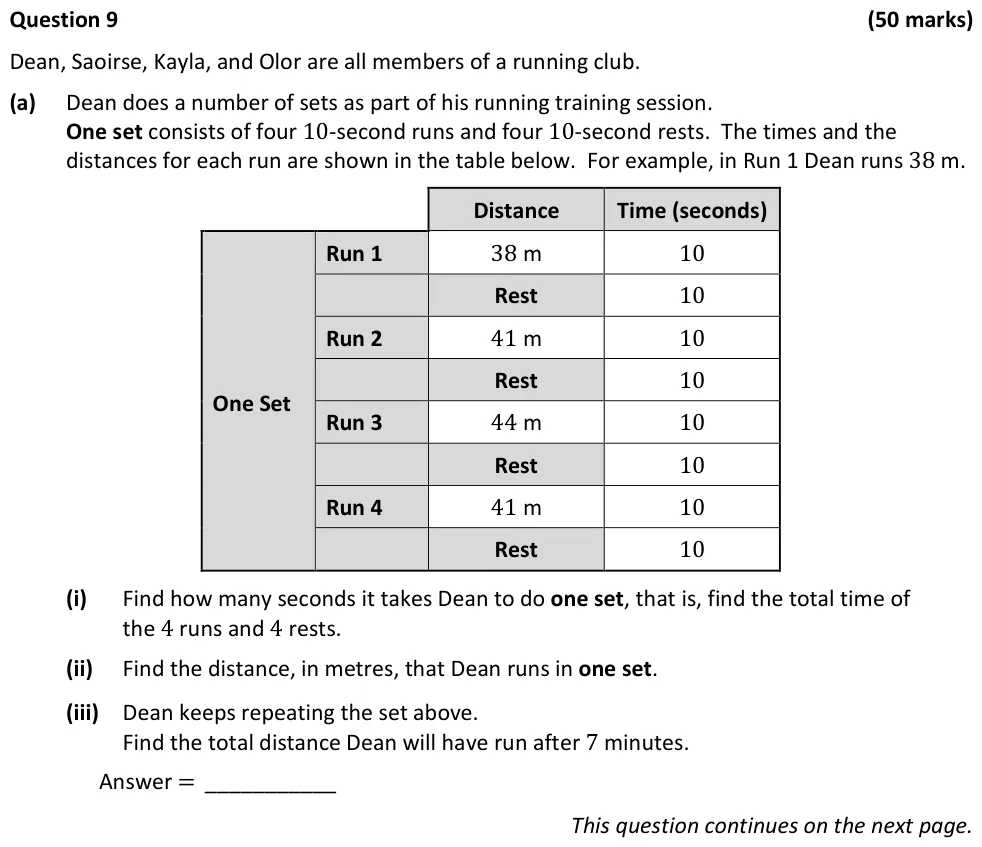 Question 9 (50 marks)
Dean, Saoirse, Kayla, and Olor are all members of a running club.
(a) Dean does a number of sets as part of his running training session.
One set consists of four 10-second runs and four 10-second rests. The times and the
distances for each run are shown in the table below. For example, in Run 1 Dean runs 38 m.
Distance Time (seconds)
Run 1 38 m 10
Rest 10
Run 2 41 m 10
Rest 10
One Set
Run 3 44 m 10
Rest 10
Run 4 41 m 10
Rest 10
(i) Find how many seconds it takes Dean to do one set, that is, find the total time of
the 4 runs and 4 rests.
(ii) Find the distance, in metres, that Dean runs in one set.
(iii) Dean keeps repeating the set above.
Find the total distance Dean will have run after 7 minutes.
Answer = ___________
This question continues on the next page.